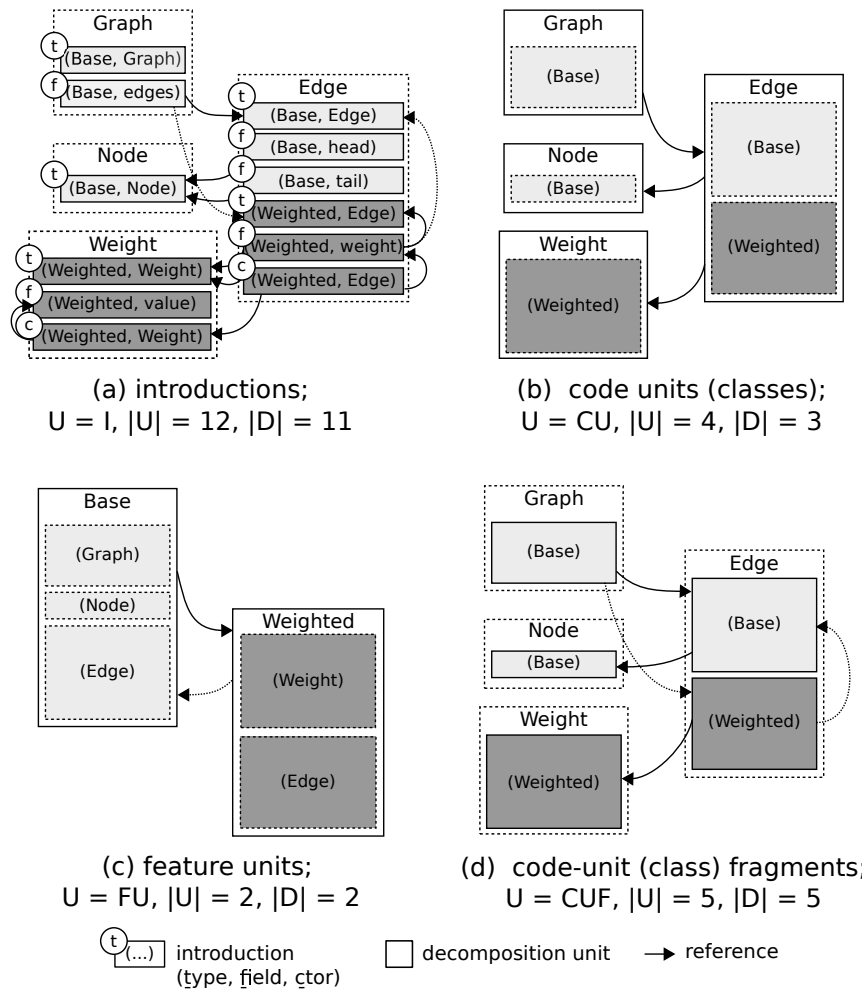 Graph
t
(Base, Graph)
f
(Base, edges)
Edge
t
(Base, Edge)
f
(Base, head)
f
(Base, tail)
t
(Weighted, Edge)
f
(Weighted, weight)
c
(Weighted, Edge)
Node
t
(Base, Node)
Weight
t
(Weighted, Weight)
f
(Weighted, value)
c
(Weighted, Weight)
(a) introductions;
U = I, |U| = 12, |D| = 11
Graph
(Base)
Edge
(Base)
(Weighted)
Node
(Base)
Weight
(Weighted)
(b) code units (classes);
U = CU, |U| = 4, |D| = 3
Base
(Graph)
(Node)
(Edge)
Weighted
(Weight)
(Edge)
(c) feature units;
U = FU, |U| = 2, |D| = 2
Graph
(Base)
Edge
(Base)
(Weighted)
Node
(Base)
Weight
(Weighted)
(d) code-unit (class) fragments;
U = CUF, |U| = 5, |D| = 5
t
(...)
introduction
(type, field, ctor)
decomposition unit
reference